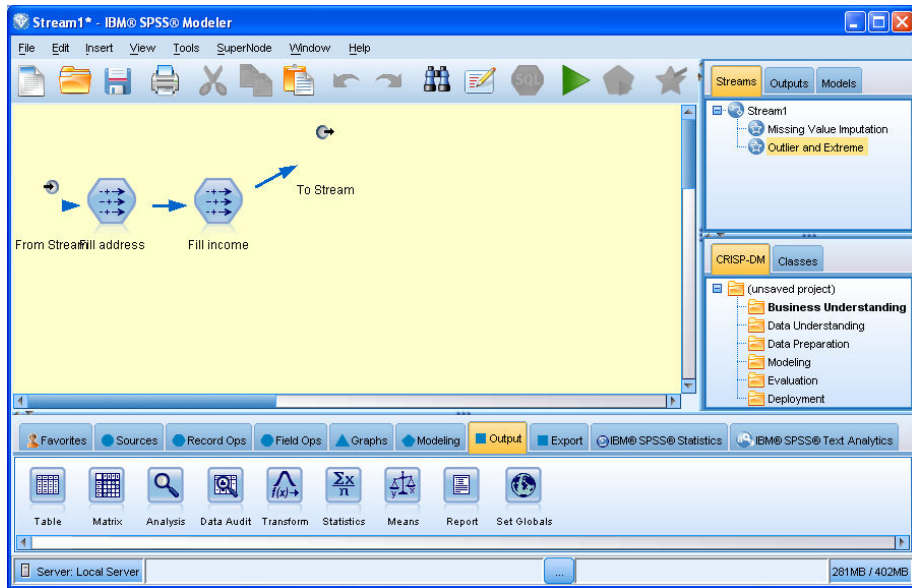 Stream1* - IBM® SPSS® Modeler
File Edit Insert View Tools SuperNode Window Help
SQL
Streams Outputs Models
Stream1
Missing Value Imputation
Outlier and Extreme
To Stream
From Stream Fill address Fill income
CRISP-DM Classes
(unsaved project)
Business Understanding
Data Understanding
Data Preparation
Modeling
Evaluation
Deployment
Favorites Sources Record Ops Field Ops Graphs Modeling Output Export IBM® SPSS® Statistics IBM® SPSS® Text Analytics
f(x) Σx n y x
Table Matrix Analysis Data Audit Transform Statistics Means Report Set Globals
Server: Local Server ... 281MB / 402MB